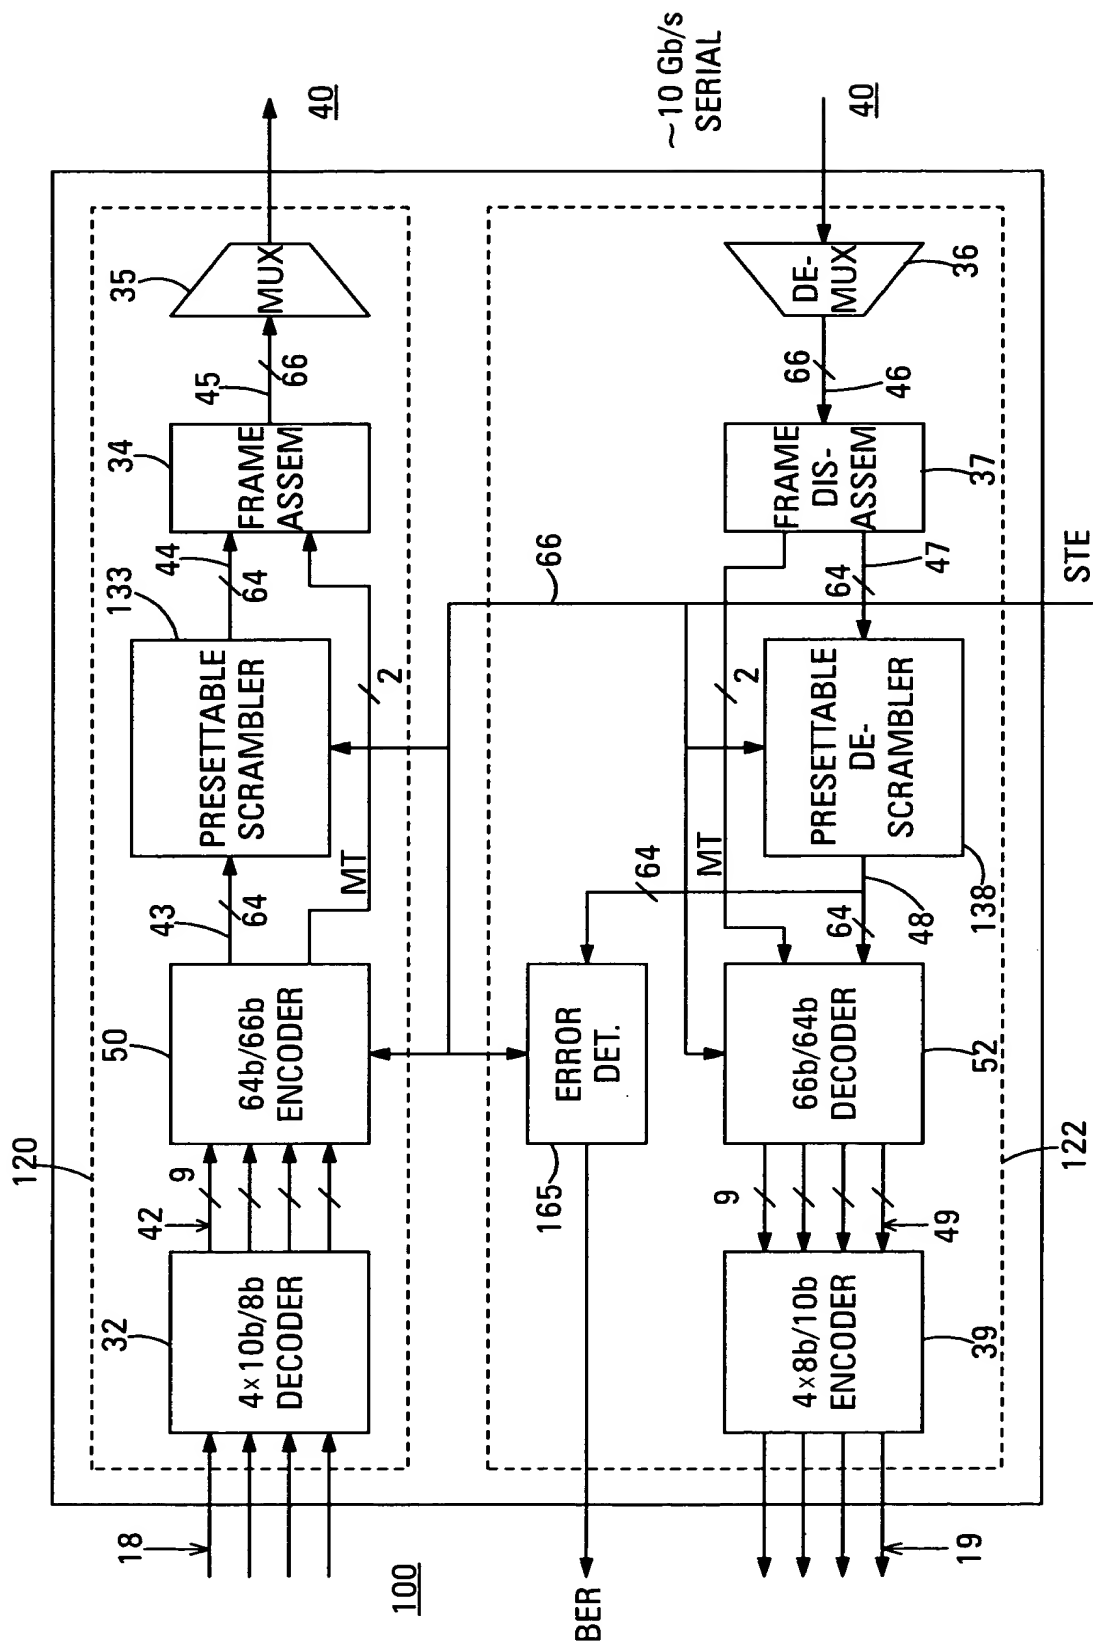 120
18
32
4×10b/8b
DECODER
42
9
50
64b/66b
ENCODER
43
64
MT
133
PRESETTABLE
SCRAMBLER
2
44
64
34
FRAME
ASSEM
45
66
35
MUX
40
100
66
BER
165
ERROR
DET.
64
MT
2
~10 Gb/s
SERIAL
40
DE-
MUX
36
66
46
FRAME
DIS-
ASSEM
37
64
47
STE
PRESETTABLE
DE-
SCRAMBLER
138
64
48
66b/64b
DECODER
52
9
49
4×8b/10b
ENCODER
39
19
122